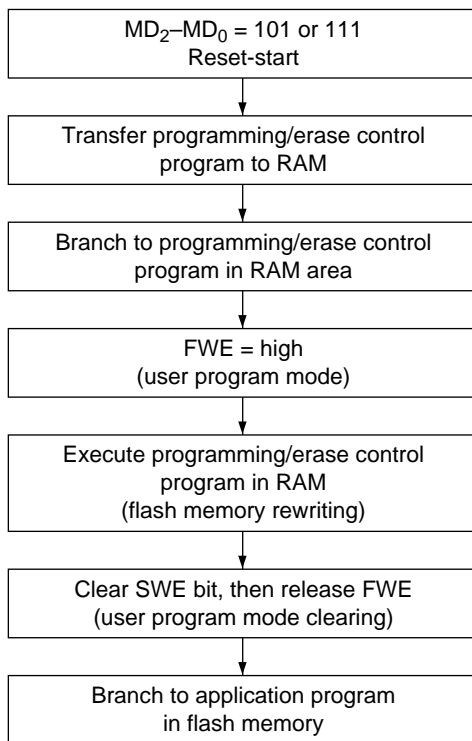 MD₂–MD₀ = 101 or 111
Reset-start
Transfer programming/erase control
program to RAM
Branch to programming/erase control
program in RAM area
FWE = high
(user program mode)
Execute programming/erase control
program in RAM
(flash memory rewriting)
Clear SWE bit, then release FWE
(user program mode clearing)
Branch to application program
in flash memory